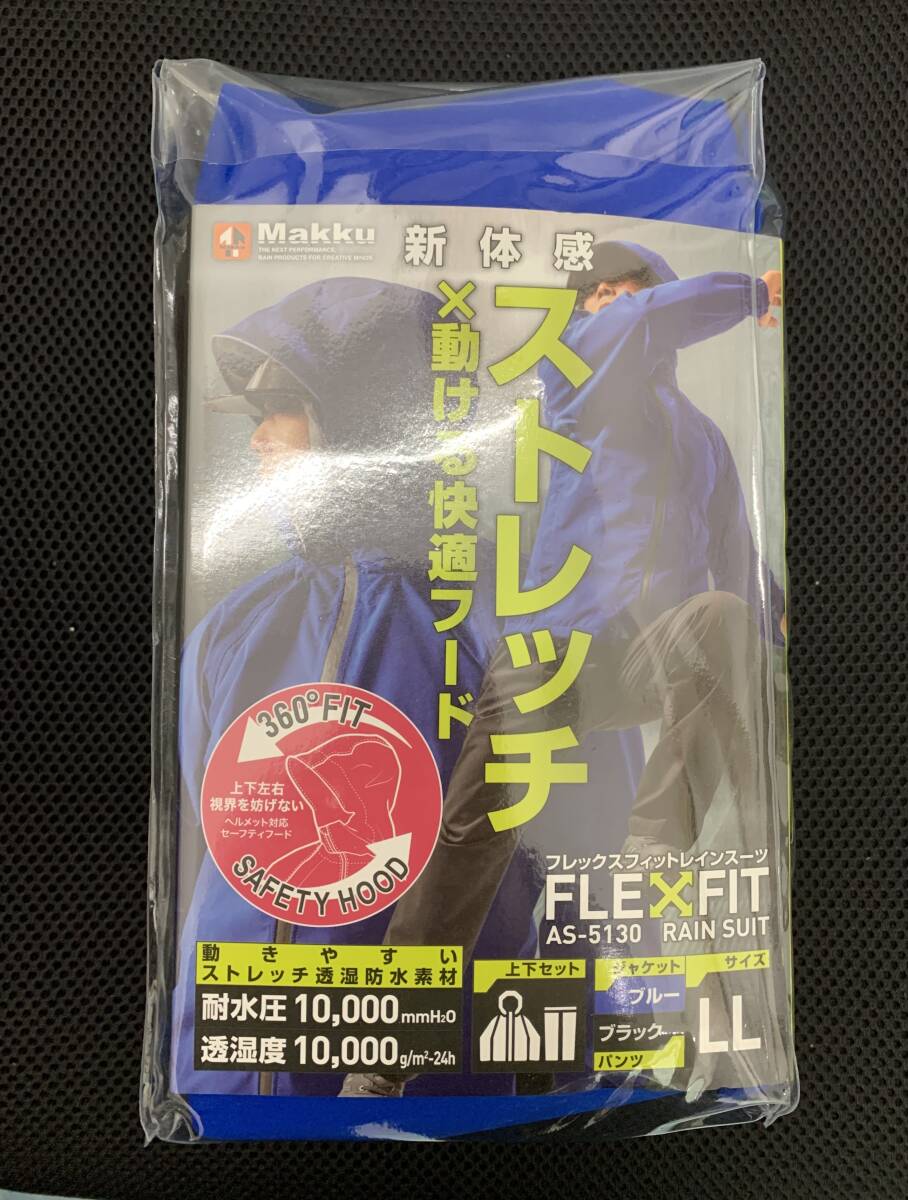 Makku
THE NEXT PERFORMANCE,
RAIN PRODUCTS FOR CREATIVE MINDS
新体感
ストレッチ
×動ける快適フード
360°FIT
上下左右
視界を妨げない
ヘルメット対応
セーフティフード
SAFETY HOOD
フレックスフィットレインスーツ
FLEXFIT
AS-5130 RAIN SUIT
動きやすい
ストレッチ透湿防水素材
耐水圧 10,000 mmH2O
透湿度 10,000 g/m²-24h
上下セット
ジャケット
ブルー
ブラック
パンツ
サイズ
LL